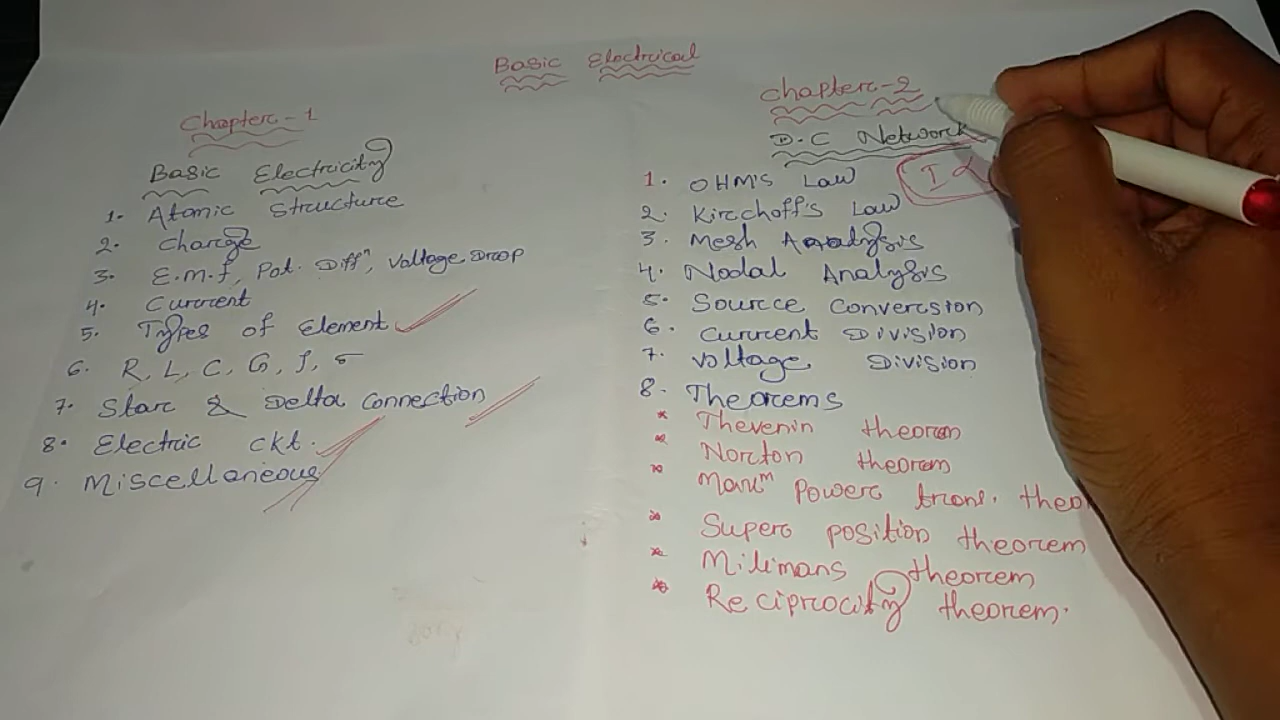 Basic Electrical
Chapter-1
Basic Electricity
1. Atomic Structure
2. Charge
3. E.m.f, Pot. Diffⁿ, Voltage Drop
4. Current
5. Types of Element
6. R, L, C, G, ρ, σ
7. Star & Delta Connection
8. Electric ckt.
9. Miscellaneous
Chapter-2
D.C Network
1. OHM'S Law
2. Kirchoff's Law
3. Mesh Analysis
4. Nodal Analysis
5. Source Conversion
6. Current Division
7. Voltage Division
8. Theorems
* Thevenin theorem
* Norton theorem
* Maxᵐ Power trans.
* Super position theorem
* Milimans theorem
* Reciprocity theorem.